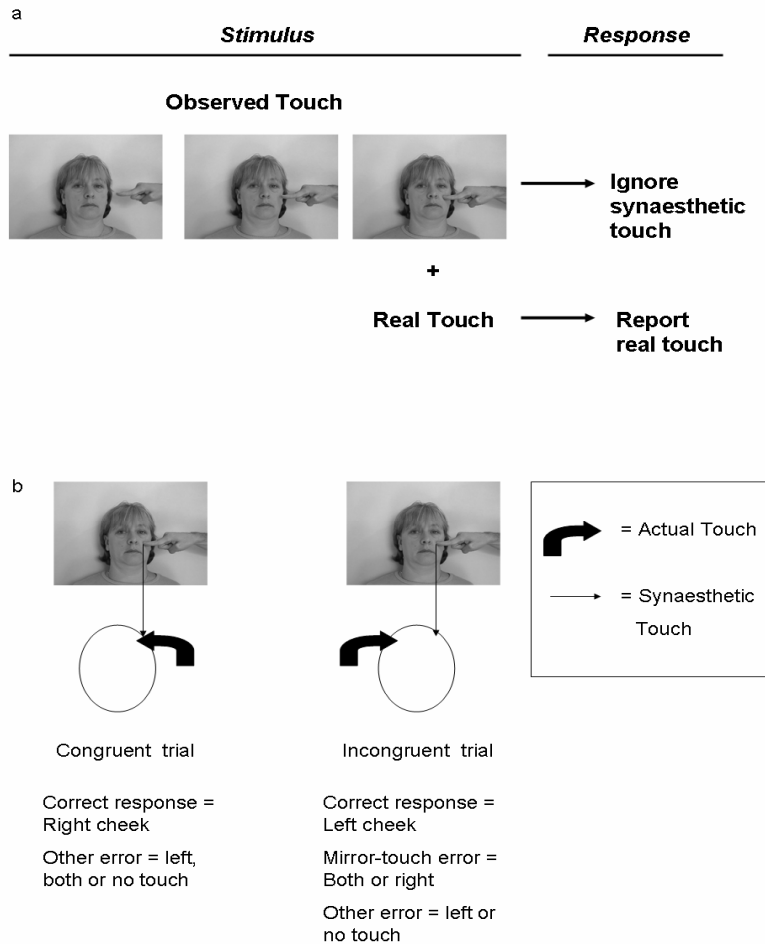 a
Stimulus
Response
Observed Touch
Ignore
synaesthetic
touch
+
Real Touch
Report
real touch
b
= Actual Touch
= Synaesthetic
Touch
Congruent trial
Correct response =
Right cheek
Other error = left,
both or no touch
Incongruent trial
Correct response =
Left cheek
Mirror-touch error =
Both or right
Other error = left or
no touch